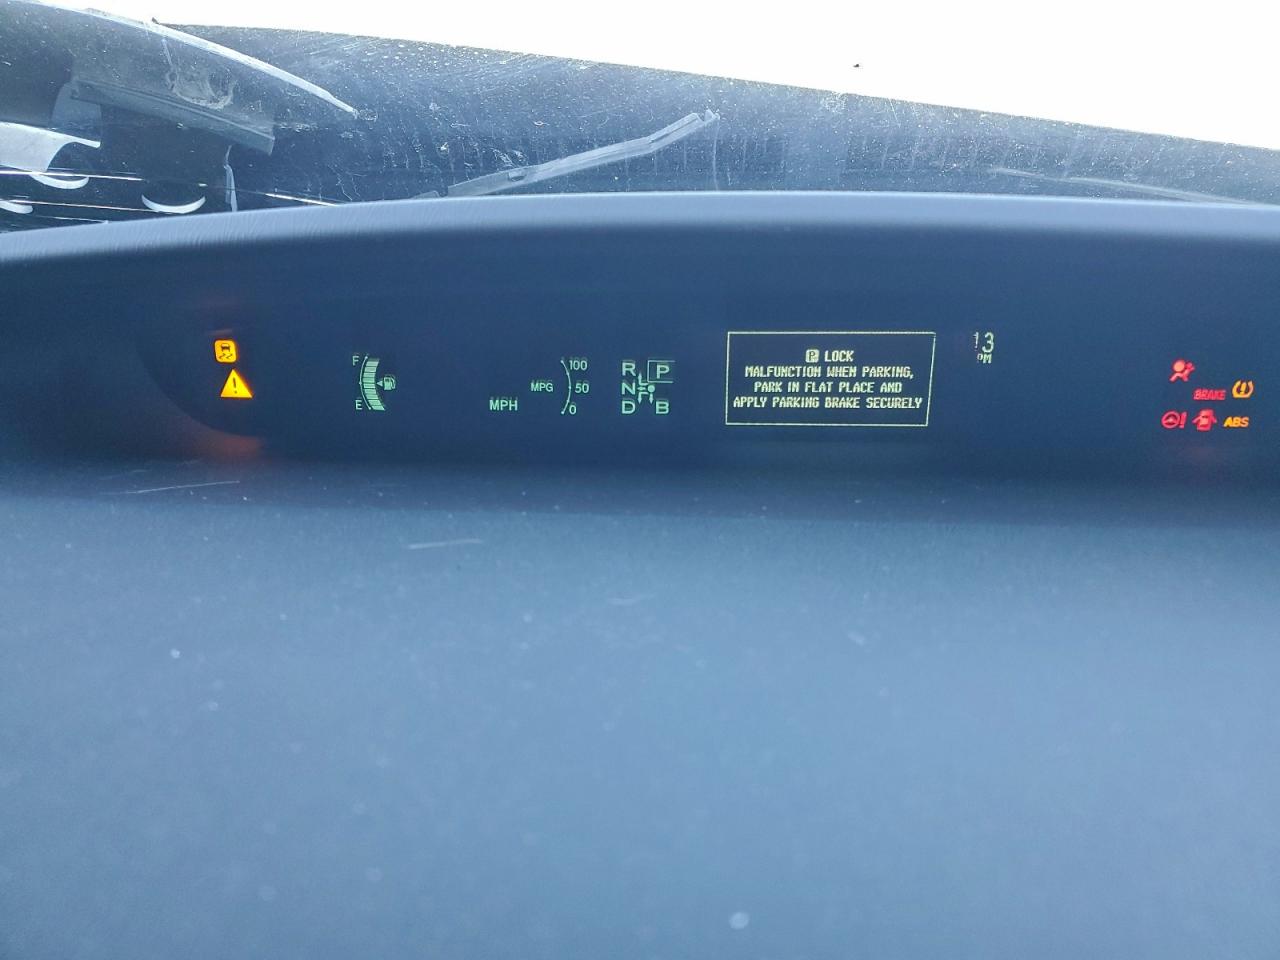 F
E
MPH
MPG
100
50
0
R
P
N
D
B
P LOCK
MALFUNCTION WHEN PARKING,
PARK IN FLAT PLACE AND
APPLY PARKING BRAKE SECURELY
PM
BRAKE
ABS